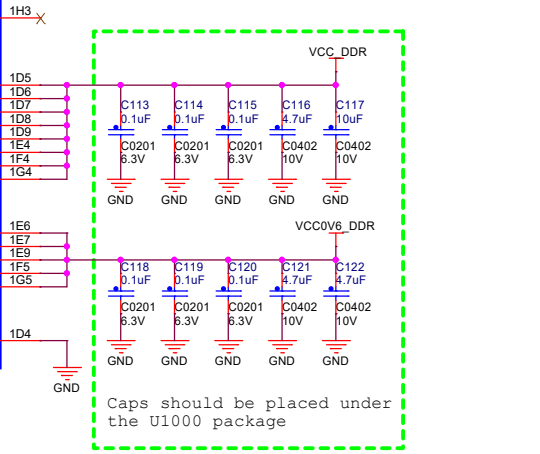 1H3
VCC_DDR
1D5
1D6
1D7
1D8
1D9
1E4
1F4
1G4
C113 C114 C115 C116 C117
0.1uF 0.1uF 0.1uF 4.7uF 10uF
C0201 C0201 C0201 C0402 C0402
6.3V 6.3V 6.3V 10V 10V
GND GND GND GND GND
VCC0V6_DDR
1E6
1E7
1E9
1F5
1G5
C118 C119 C120 C121 C122
0.1uF 0.1uF 0.1uF 4.7uF 4.7uF
C0201 C0201 C0201 C0402 C0402
6.3V 6.3V 6.3V 10V 10V
1D4
GND GND GND GND GND
GND
Caps should be placed under
the U1000 package